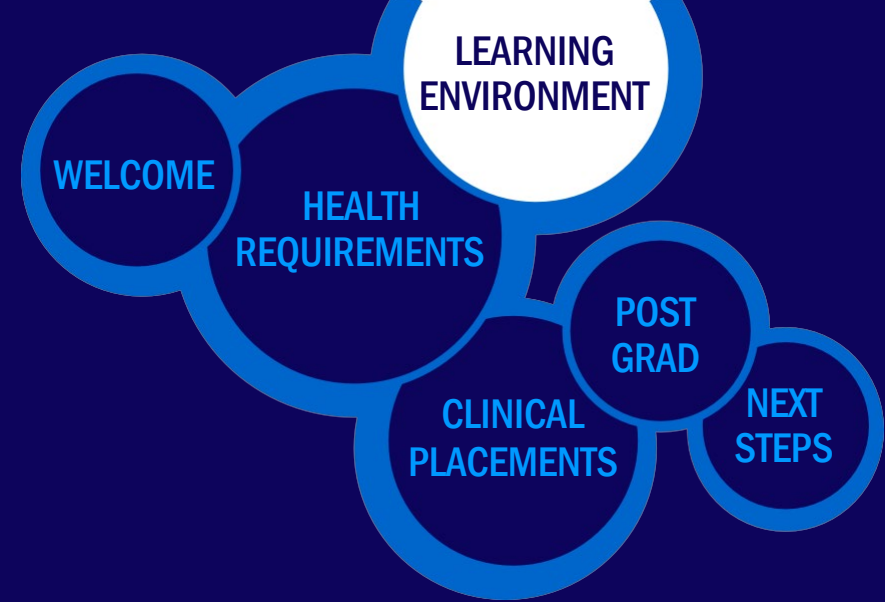 LEARNING
ENVIRONMENT
WELCOME
HEALTH
REQUIREMENTS
POST
GRAD
CLINICAL
PLACEMENTS
NEXT
STEPS